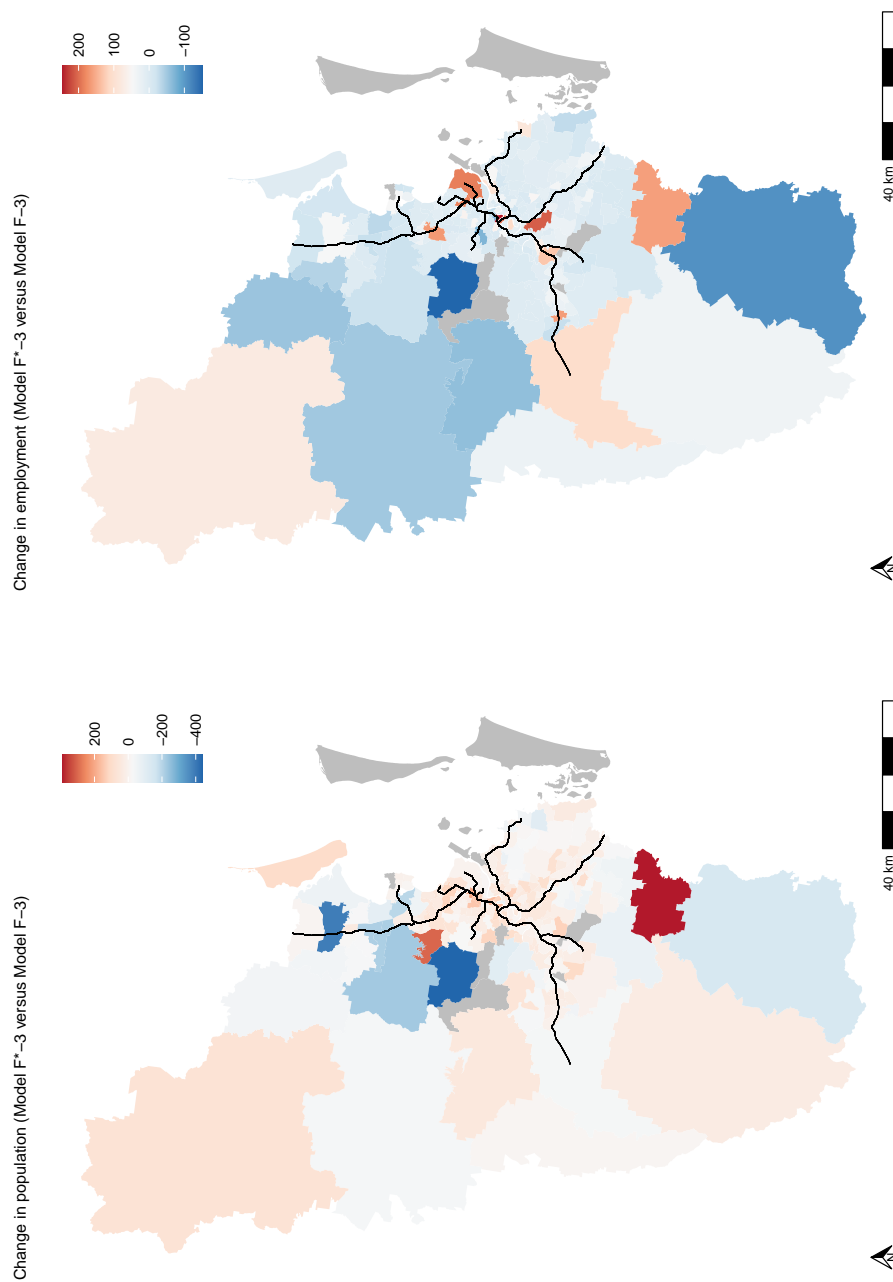 Change in employment (Model F*−3 versus Model F−3)
200
100
0
−100
40 km
N
Change in population (Model F*−3 versus Model F−3)
200
0
−200
−400
40 km
N